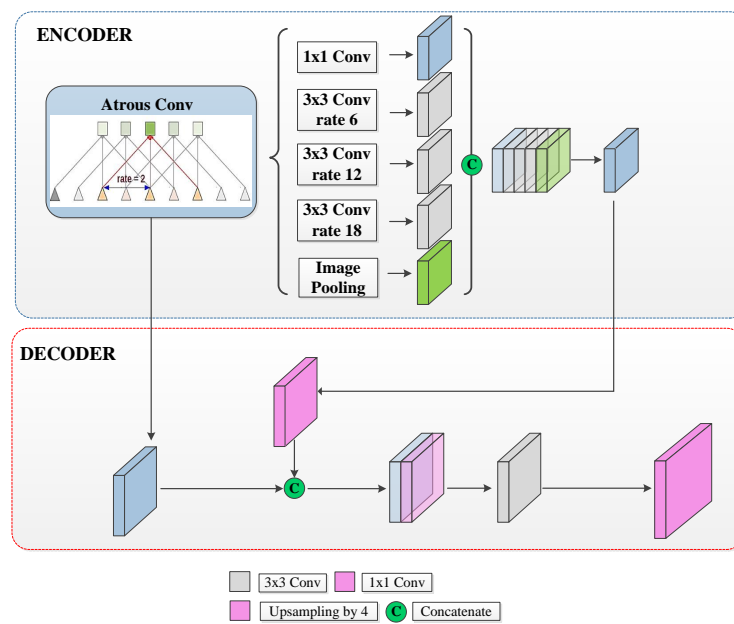 ENCODER
Atrous Conv
rate = 2
1x1 Conv
3x3 Conv
rate 6
3x3 Conv
rate 12
3x3 Conv
rate 18
Image
Pooling
C
DECODER
C
3x3 Conv
1x1 Conv
Upsampling by 4
C
Concatenate